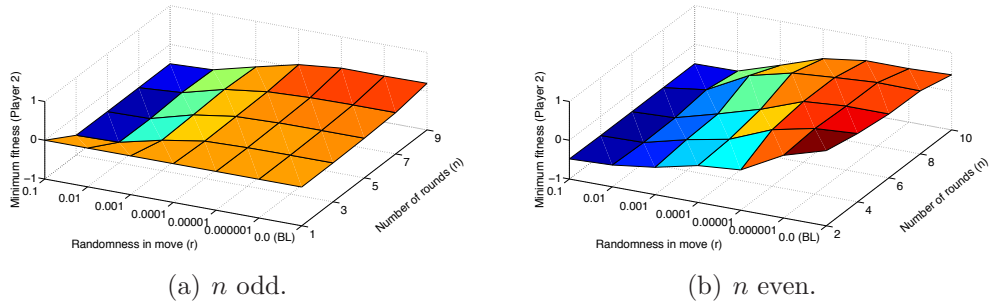 1
0
−1
Minimum fitness (Player 2)
0.1
0.01
0.001
0.0001
0.00001
0.000001
0.0 (BL)
Randomness in move (r)
1
3
5
7
9
Number of rounds (n)
(a) n odd.
1
0
−1
Minimum fitness (Player 2)
0.1
0.01
0.001
0.0001
0.00001
0.000001
0.0 (BL)
Randomness in move (r)
2
4
6
8
10
Number of rounds (n)
(b) n even.